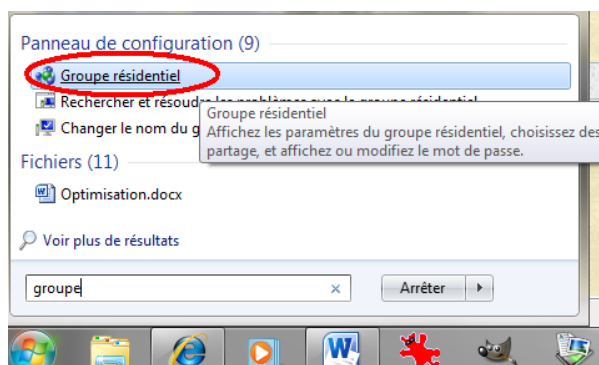 Panneau de configuration (9)
Groupe résidentiel
Rechercher et résoudre les problèmes avec le groupe résidentiel
Changer le nom du g
Groupe résidentiel
Affichez les paramètres du groupe résidentiel, choisissez des
partage, et affichez ou modifiez le mot de passe.
Fichiers (11)
Optimisation.docx
Voir plus de résultats
groupe
Arrêter